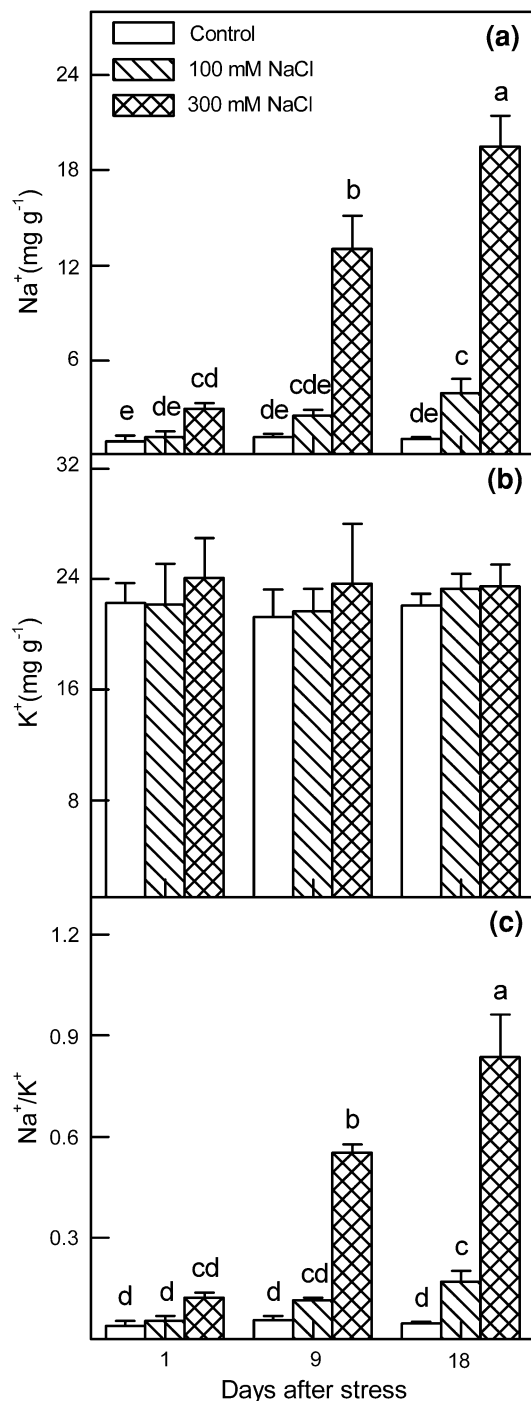 (a)
Control
100 mM NaCl
300 mM NaCl
24
18
12
6
Na⁺(mg g⁻¹)
e de cd de cde b de c a
(b)
32
24
16
8
K⁺(mg g⁻¹)
(c)
1.2
0.9
0.6
0.3
Na⁺/K⁺
d d cd d cd b d c a
1 9 18
Days after stress